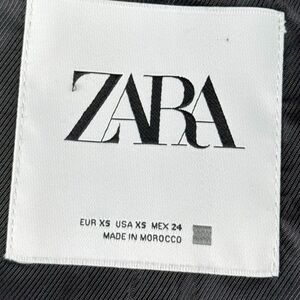 ZARA
EUR XS USA XS MEX 24
MADE IN MOROCCO